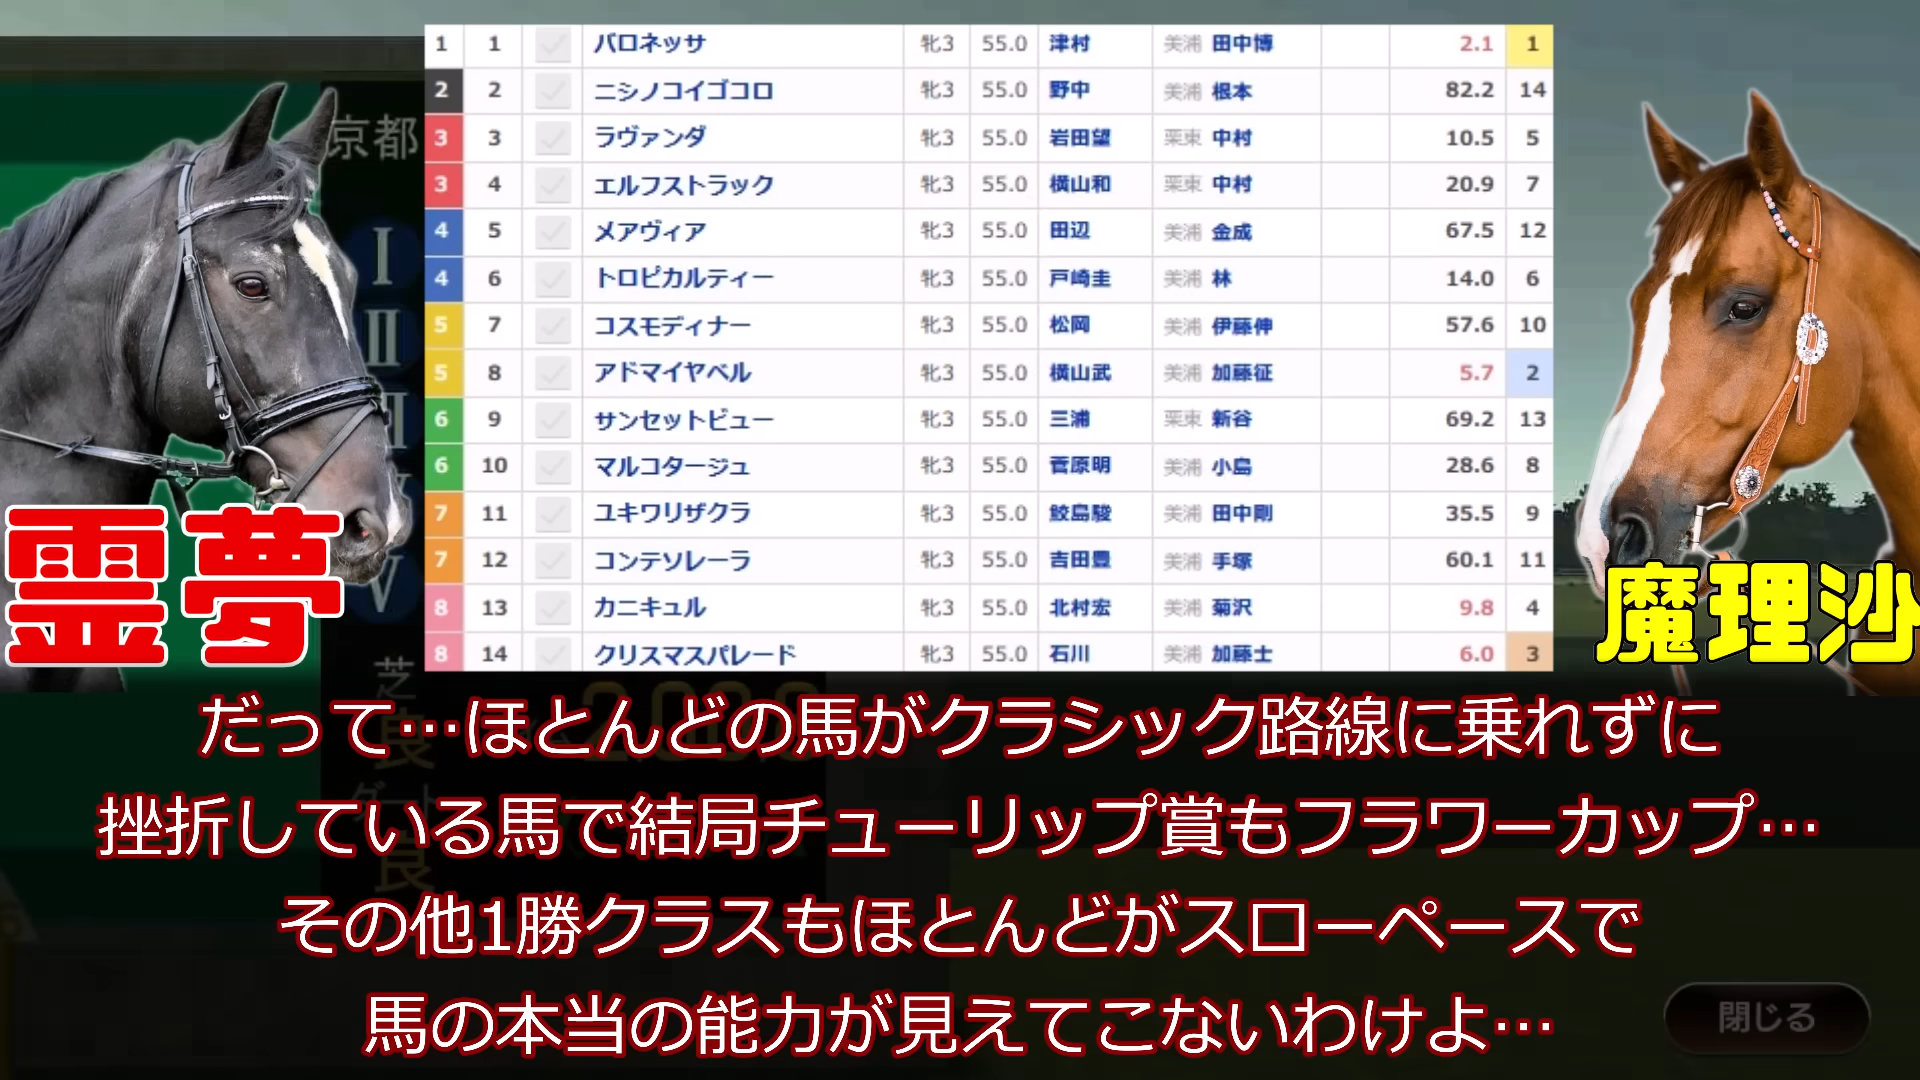 1 1 バロネッサ 牝3 55.0 津村 美浦 田中博 2.1 1
2 2 ニシノコイゴコロ 牝3 55.0 野中 美浦 根本 82.2 14
3 3 ラヴァンダ 牝3 55.0 岩田望 栗東 中村 10.5 5
3 4 エルフストラック 牝3 55.0 横山和 栗東 中村 20.9 7
4 5 メアヴィア 牝3 55.0 田辺 美浦 金成 67.5 12
4 6 トロピカルティー 牝3 55.0 戸崎圭 美浦 林 14.0 6
5 7 コスモディナー 牝3 55.0 松岡 美浦 伊藤伸 57.6 10
5 8 アドマイヤベル 牝3 55.0 横山武 美浦 加藤征 5.7 2
6 9 サンセットビュー 牝3 55.0 三浦 栗東 新谷 69.2 13
6 10 マルコタージュ 牝3 55.0 菅原明 美浦 小島 28.6 8
7 11 ユキワリザクラ 牝3 55.0 鮫島駿 美浦 田中剛 35.5 9
7 12 コンテソレーラ 牝3 55.0 吉田豊 美浦 手塚 60.1 11
8 13 カニキュル 牝3 55.0 北村宏 美浦 菊沢 9.8 4
8 14 クリスマスパレード 牝3 55.0 石川 美浦 加藤士 6.0 3
京都
I
II
V
芝
良
良
霊夢
魔理沙
だって…ほとんどの馬がクラシック路線に乗れずに
挫折している馬で結局チューリップ賞もフラワーカップ…
その他1勝クラスもほとんどがスローペースで
馬の本当の能力が見えてこないわけよ…
閉じる